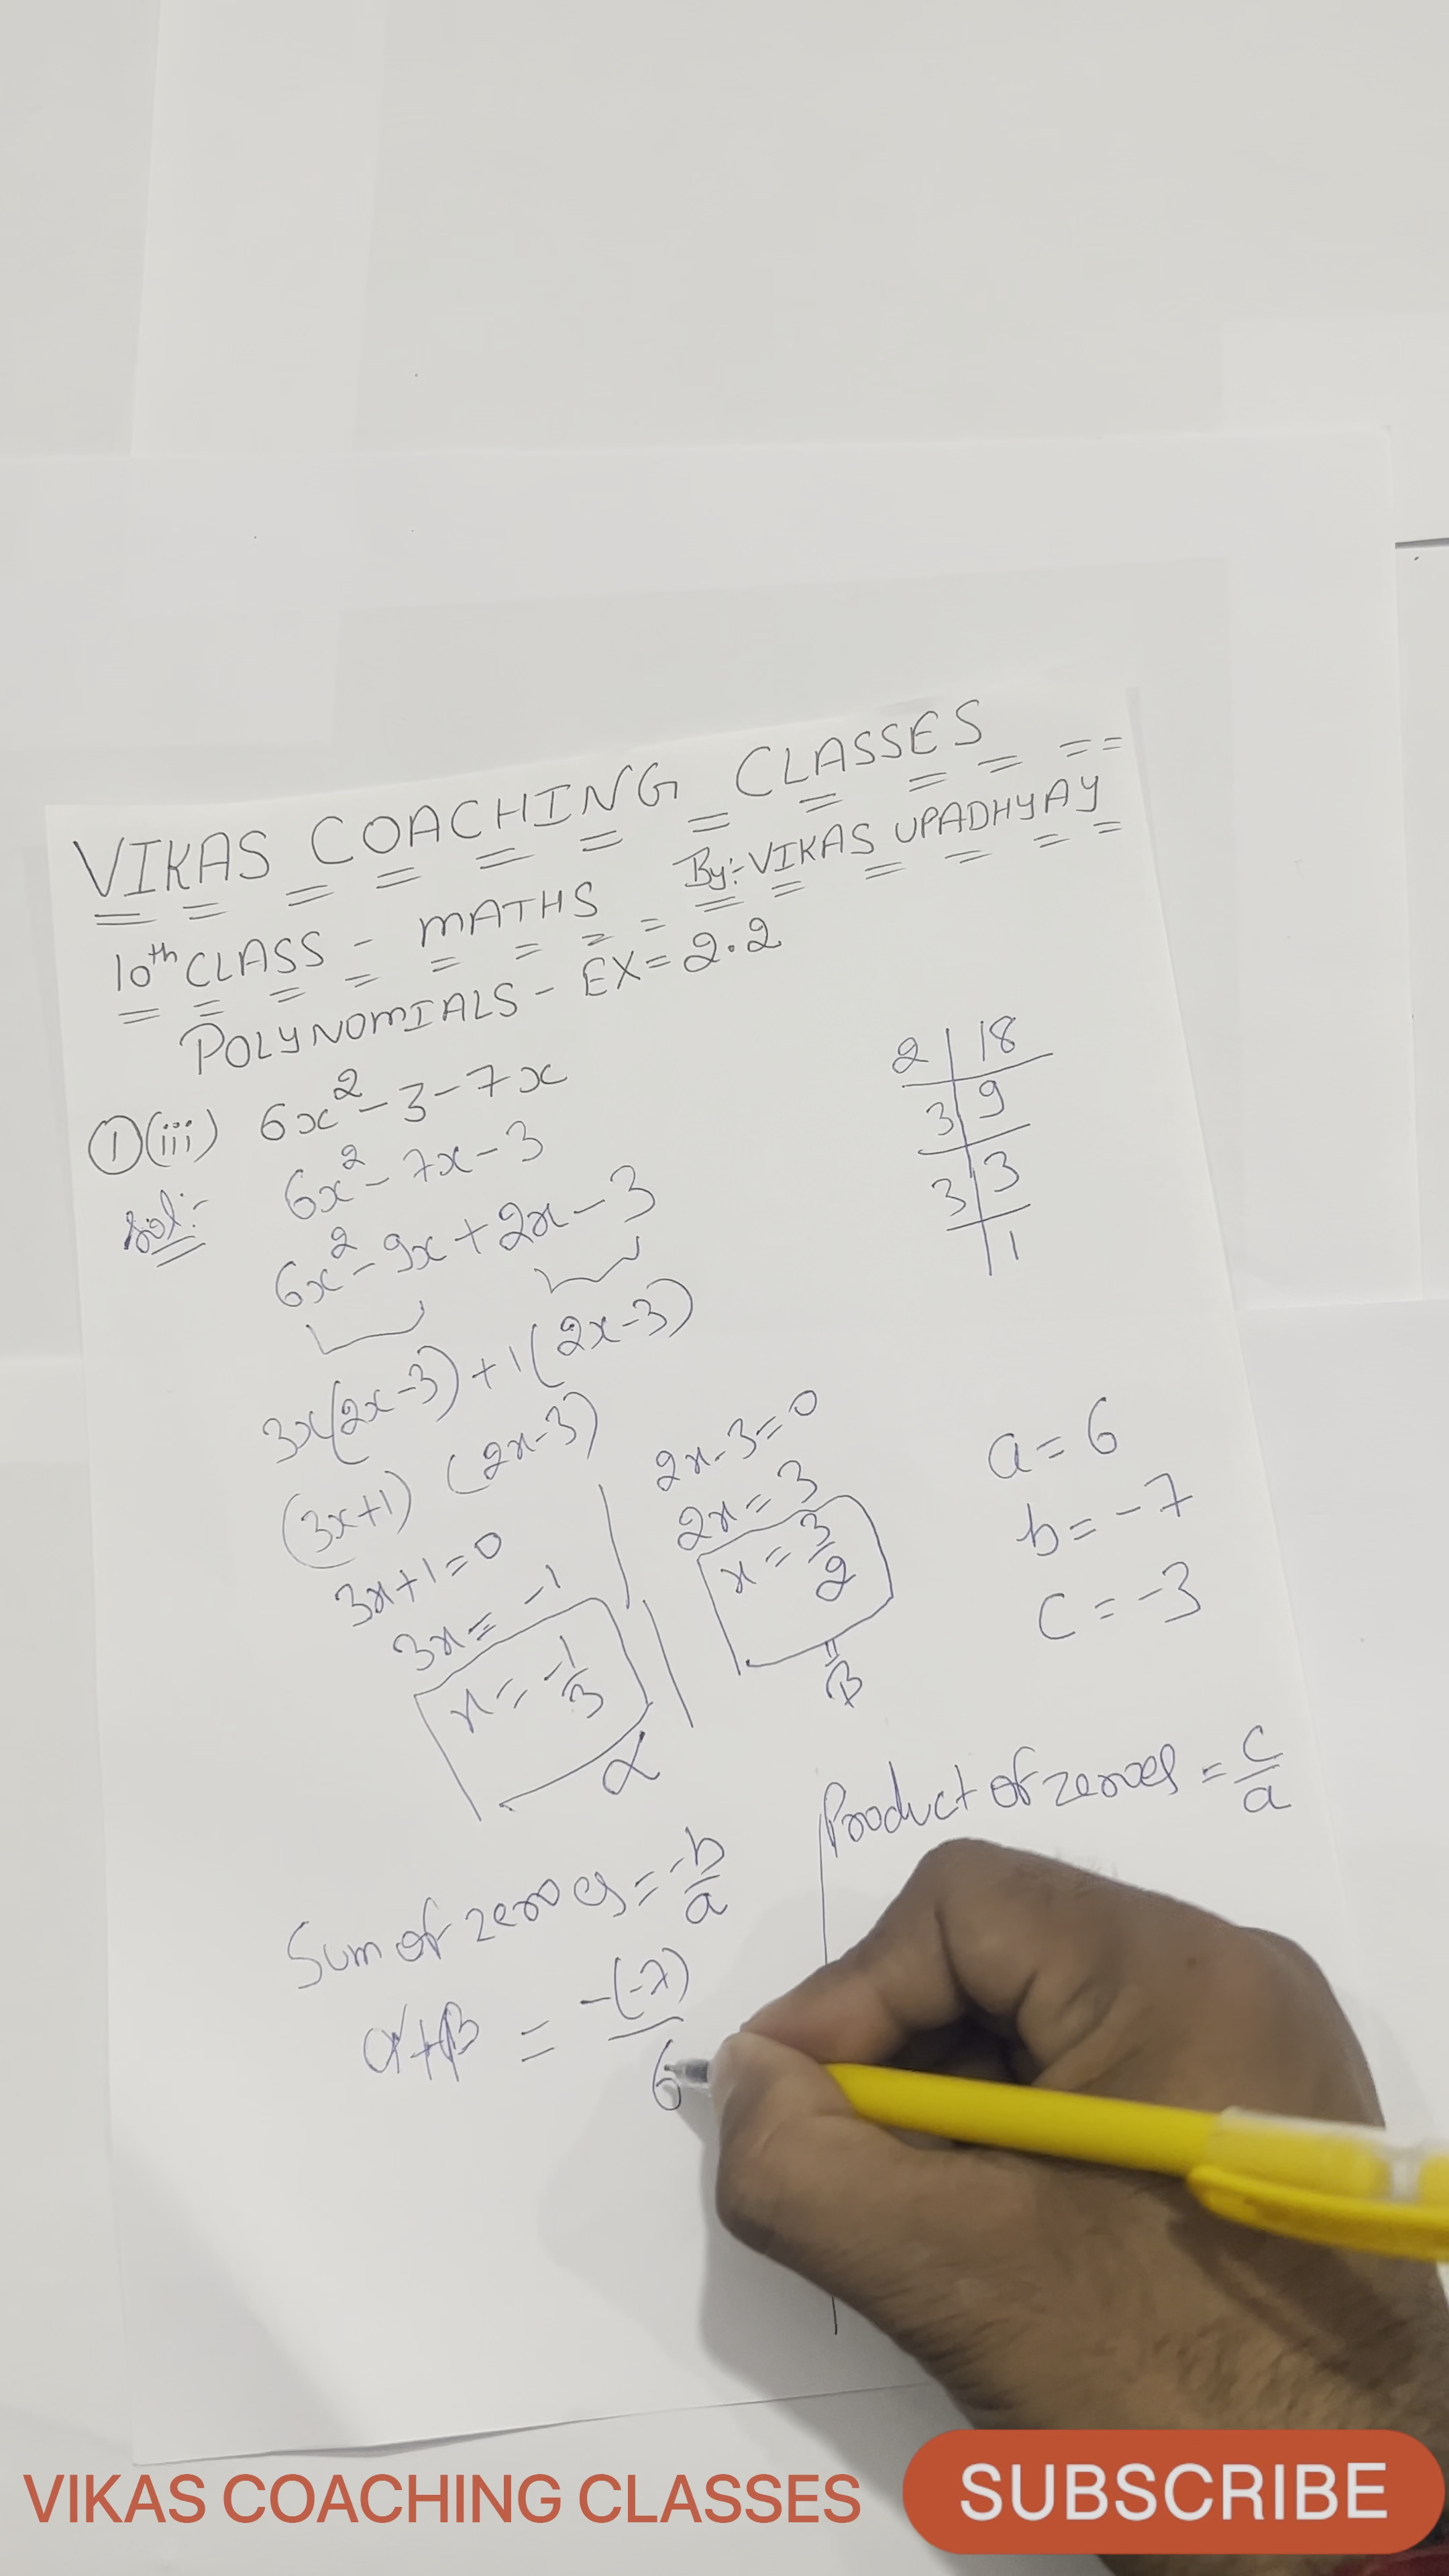 VIKAS COACHING CLASSES
By:- VIKAS UPADHYAY
10th CLASS - MATHS
POLYNOMIALS - EX = 2.2
①(iii) 6x² - 3 - 7x
Sol:- 6x² - 7x - 3
6x² - 9x + 2x - 3
3x(2x-3) + 1(2x-3)
(3x+1) (2x-3)
3x+1=0
3x = -1
x = -1/3
α
2x-3=0
2x = 3
x = 3/2
β
2 | 18
3 | 9
3 | 3
| 1
a = 6
b = -7
c = -3
Sum of zeroes = -b/a
α+β = -(-7)/6
Product of zeroes = c/a
VIKAS COACHING CLASSES
SUBSCRIBE